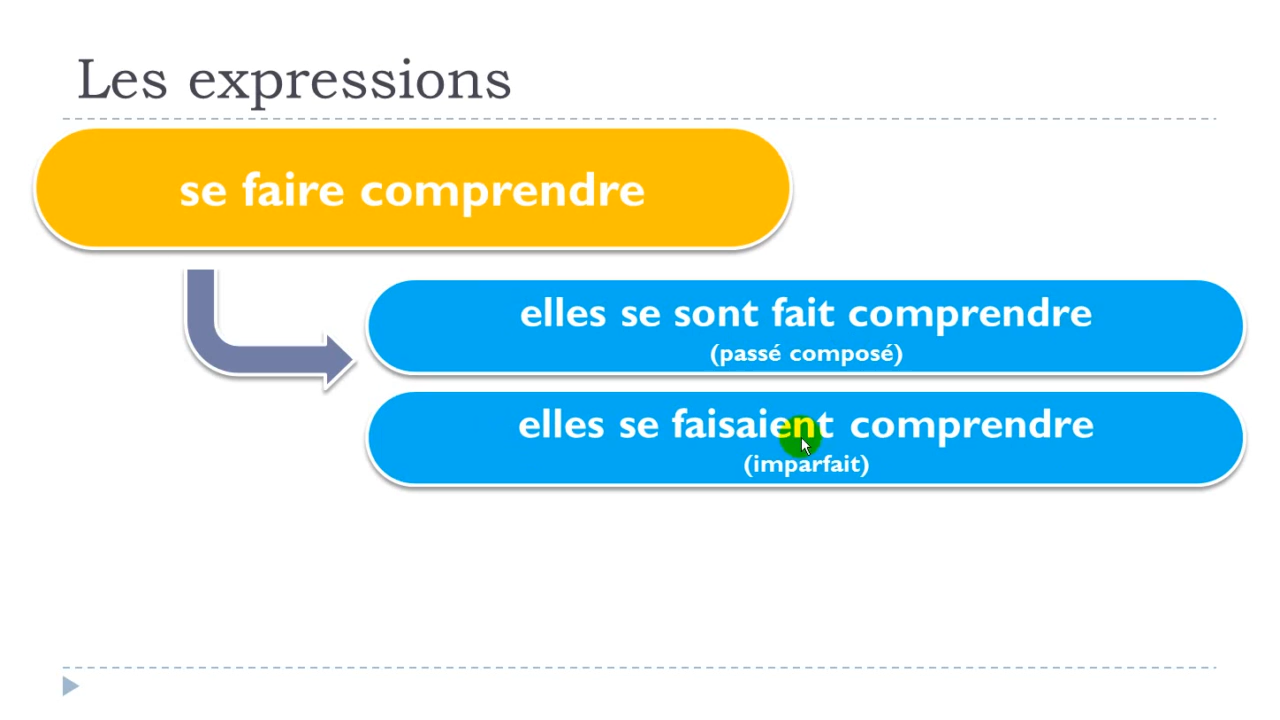 Les expressions
se faire comprendre
elles se sont fait comprendre
(passé composé)
elles se faisaient comprendre
(imparfait)